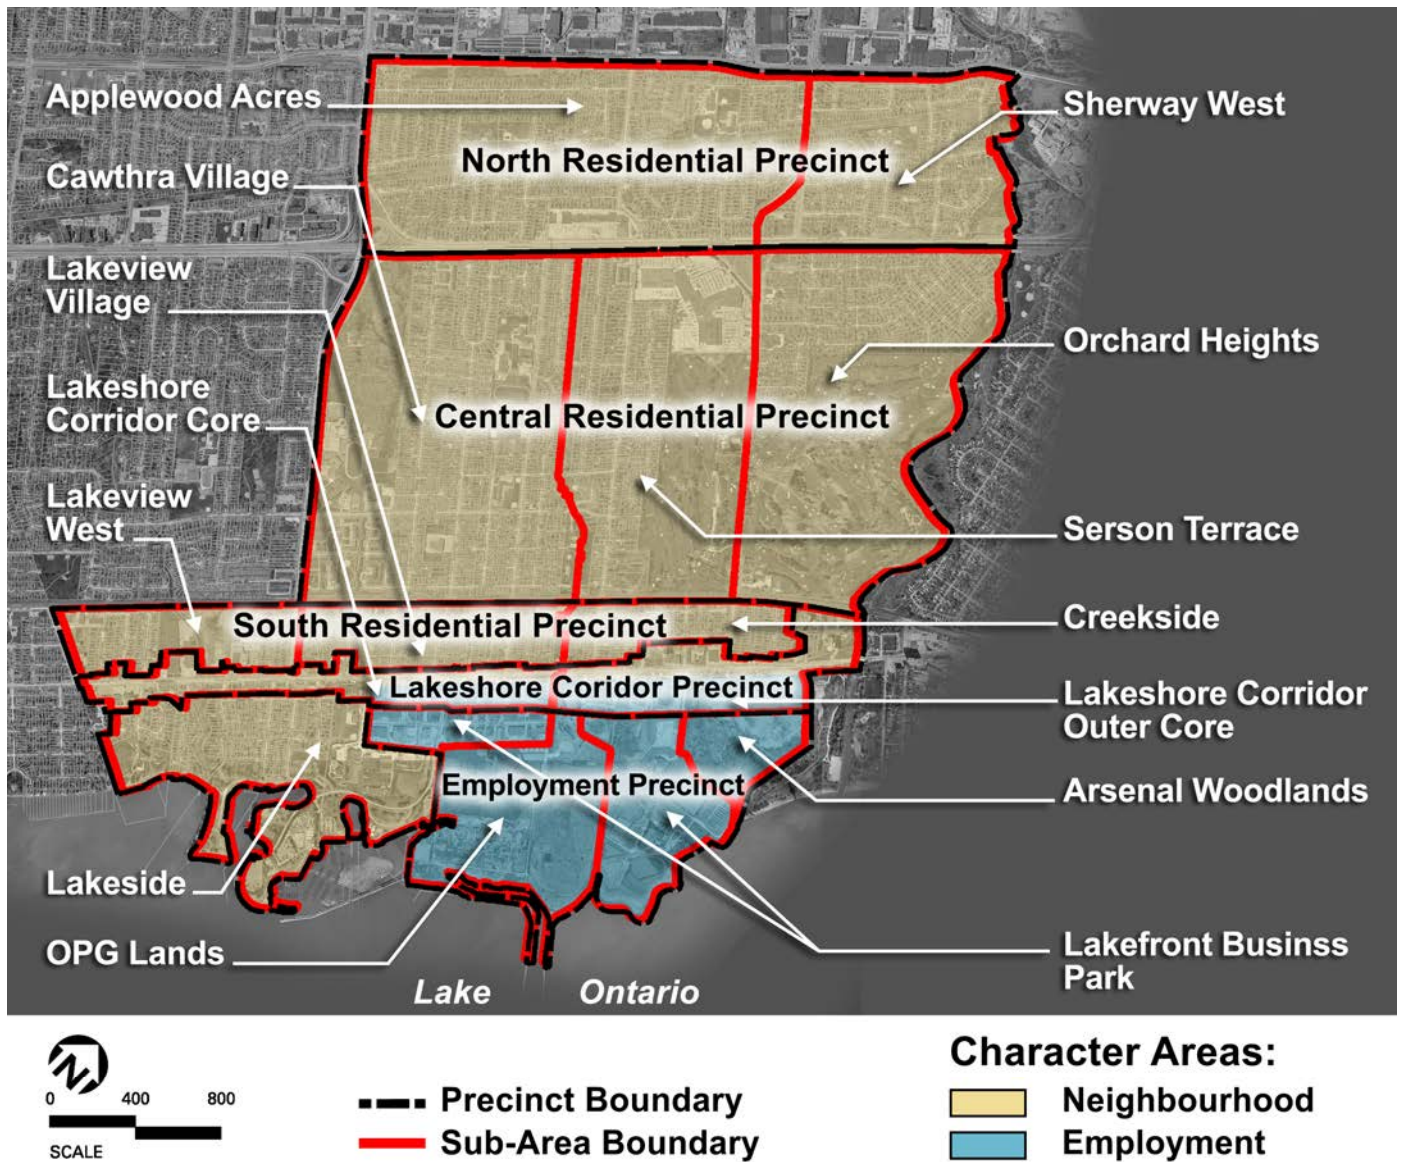 Applewood Acres
Sherway West
North Residential Precinct
Cawthra Village
Lakeview
Village
Orchard Heights
Lakeshore
Corridor Core
Central Residential Precinct
Lakeview
West
Serson Terrace
South Residential Precinct
Creekside
Lakeshore Coridor Precinct
Lakeshore Corridor
Outer Core
Employment Precinct
Arsenal Woodlands
Lakeside
OPG Lands
Lakefront Businss
Park
Lake Ontario
N
0 400 800
SCALE
Precinct Boundary
Sub-Area Boundary
Character Areas:
Neighbourhood
Employment